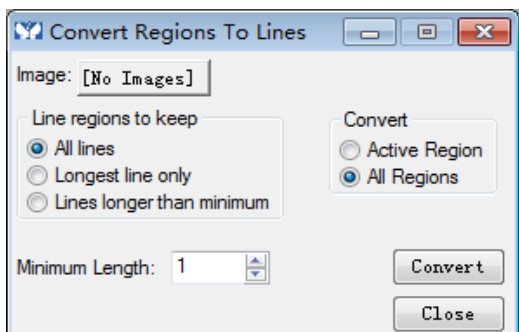 Convert Regions To Lines
Image: [No Images]
Line regions to keep
All lines
Longest line only
Lines longer than minimum
Convert
Active Region
All Regions
Minimum Length: 1
Convert
Close